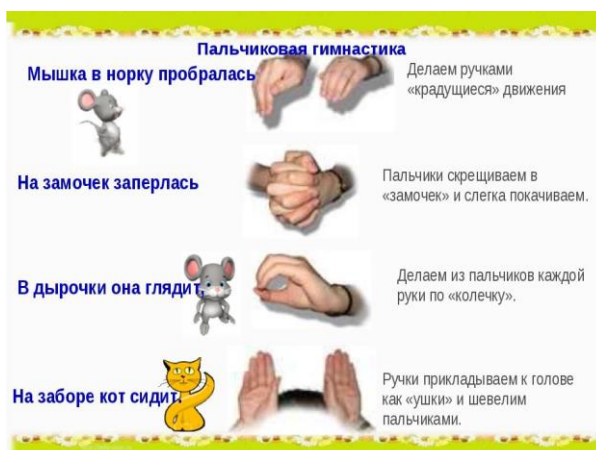 Пальчиковая гимнастика
Мышка в норку пробралась
Делаем ручками
«крадущиеся» движения
На замочек заперлась
Пальчики скрещиваем в
«замочек» и слегка покачиваем.
В дырочки она глядит,
Делаем из пальчиков каждой
руки по «колечку».
На заборе кот сидит.
Ручки прикладываем к голове
как «ушки» и шевелим
пальчиками.